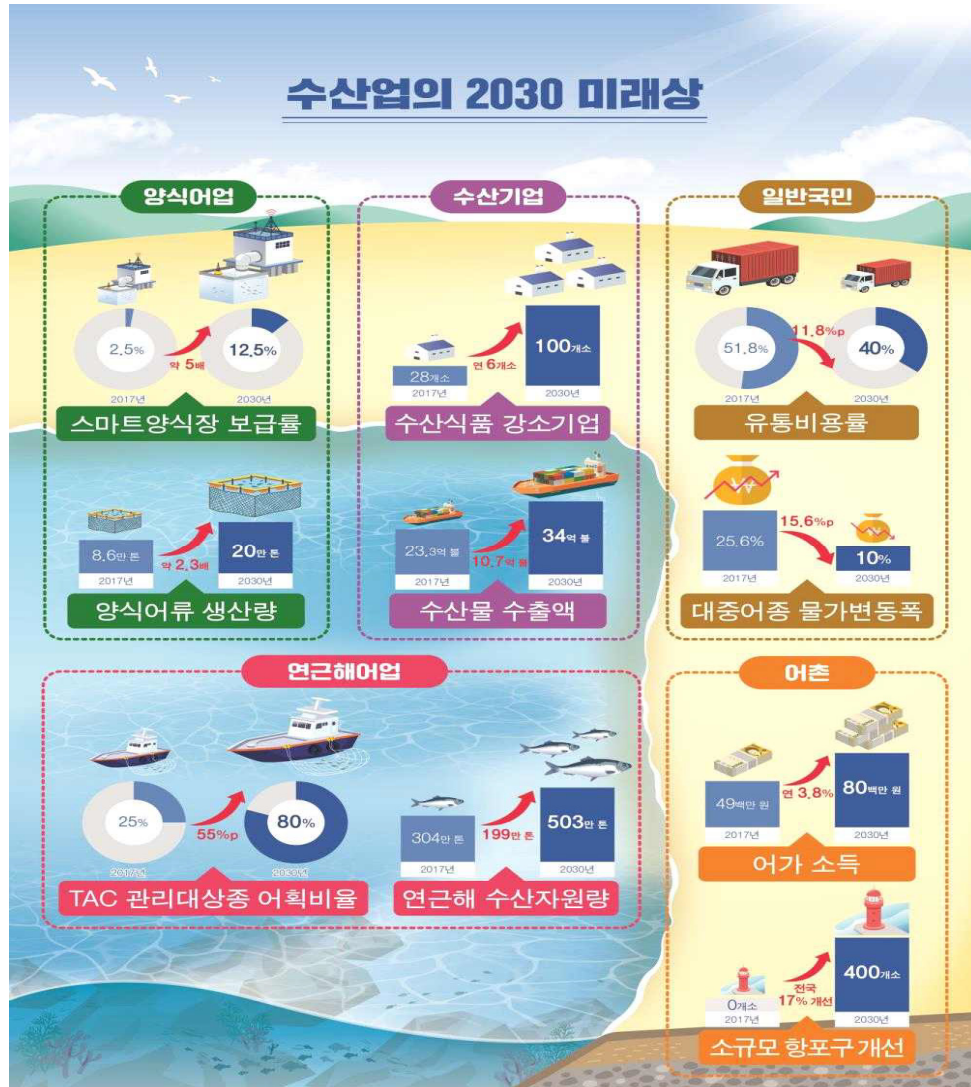 수산업의 2030 미래상
양식어업
2.5%
약 5배
12.5%
2017년
2030년
스마트양식장 보급률
8.6만 톤
약 2.3배
20만 톤
2017년
2030년
양식어류 생산량
수산기업
28개소
연 6개소
100개소
2017년
2030년
수산식품 강소기업
23.3억 불
10.7억 불
34억 불
2017년
2030년
수산물 수출액
일반국민
51.8%
11.8%p
40%
2017년
2030년
유통비용률
25.6%
15.6%p
10%
2017년
2030년
대중어종 물가변동폭
연근해어업
25%
55%p
80%
2017년
2030년
TAC 관리대상종 어획비율
304만 톤
199만 톤
503만 톤
2017년
2030년
연근해 수산자원량
어촌
49백만 원
연 3.8%
80백만 원
2017년
2030년
어가 소득
0개소
전국
17% 개선
400개소
2017년
2030년
소규모 항포구 개선